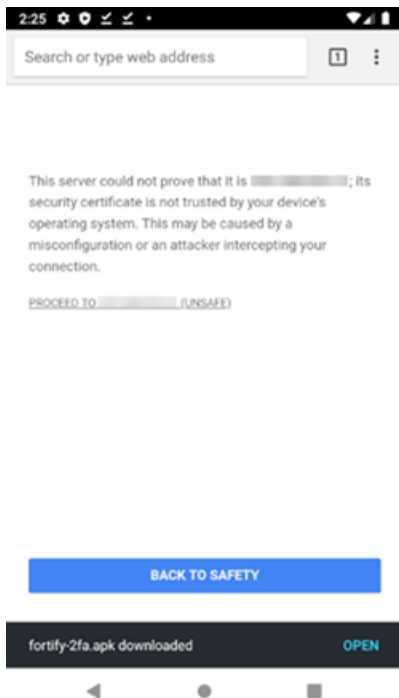 2:25
Search or type web address
1
This server could not prove that it is ; its
security certificate is not trusted by your device's
operating system. This may be caused by a
misconfiguration or an attacker intercepting your
connection.
PROCEED TO (UNSAFE)
BACK TO SAFETY
fortify-2fa.apk downloaded OPEN